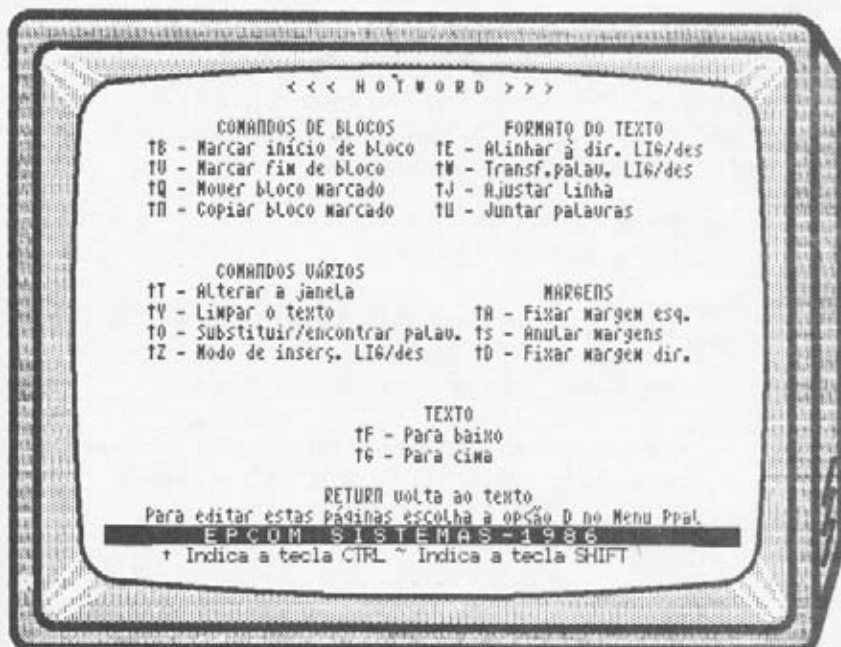 < < < H O T W O R D > > >
COMANDOS DE BLOCOS
↑B - Marcar início de bloco
↑V - Marcar fim de bloco
↑Q - Mover bloco marcado
↑N - Copiar bloco marcado
FORMATO DO TEXTO
↑E - Alinhar à dir. LIG/des
↑W - Transf.palav. LIG/des
↑J - Ajustar linha
↑U - Juntar palavras
COMANDOS VÁRIOS
↑T - Alterar a janela
↑Y - Limpar o texto
↑O - Substituir/encontrar palav.
↑Z - Modo de inserç. LIG/des
MARGENS
↑A - Fixar margem esq.
↑s - Anular margens
↑D - Fixar margem dir.
TEXTO
↑F - Para baixo
↑G - Para cima
RETURN volta ao texto
Para editar estas páginas escolha a opção D no Menu Ppal
EPCOM SISTEMAS-1986
↑ Indica a tecla CTRL ~ Indica a tecla SHIFT